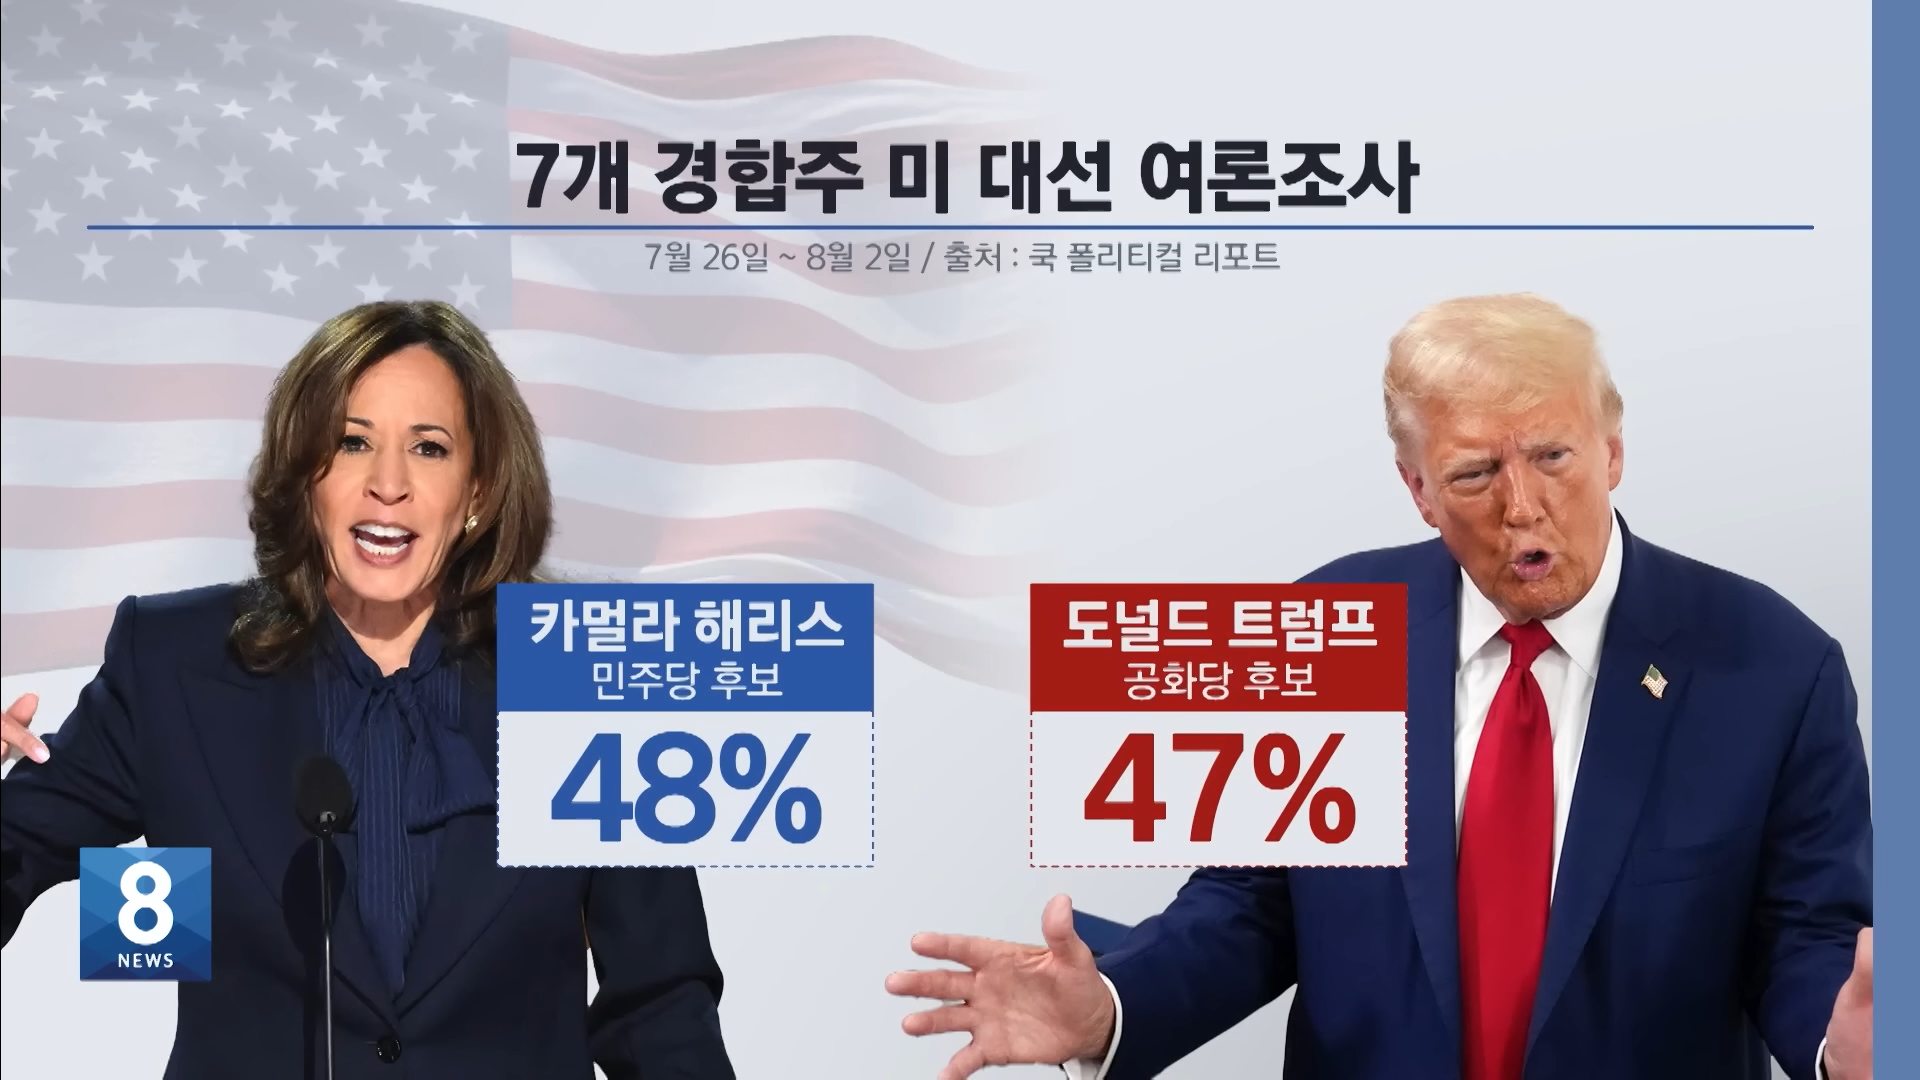 7개 경합주 미 대선 여론조사
7월 26일 ~ 8월 2일 / 출처 : 쿡 폴리티컬 리포트
카멀라 해리스
민주당 후보
48%
도널드 트럼프
공화당 후보
47%
8
NEWS